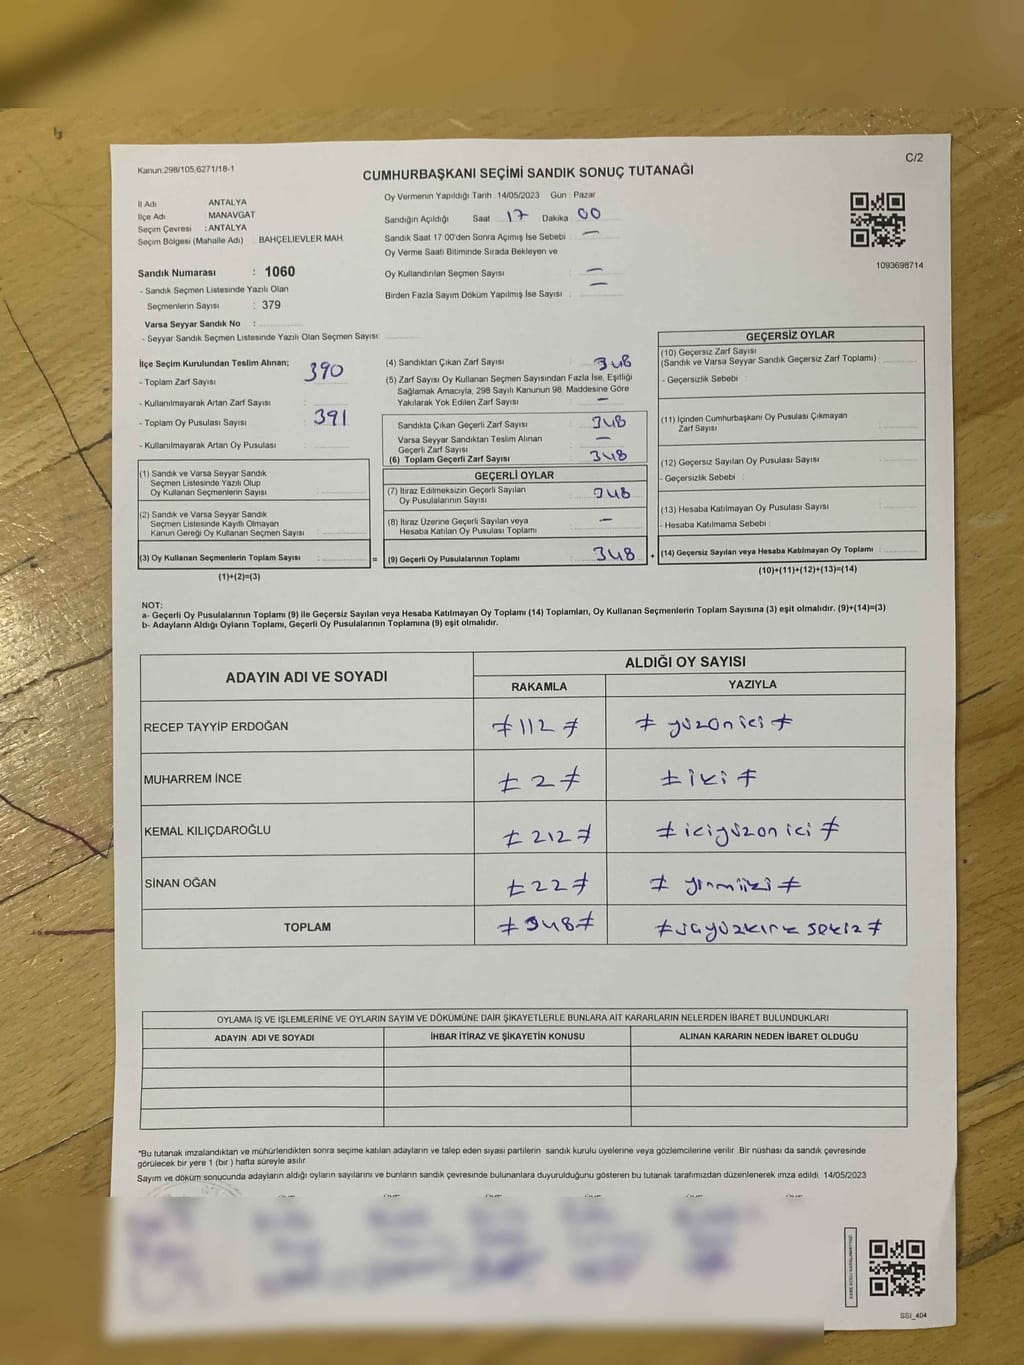 Kanun:298/105,6271/18-1
C/2
CUMHURBAŞKANI SEÇİMİ SANDIK SONUÇ TUTANAĞI
İl Adı ANTALYA
İlçe Adı MANAVGAT
Seçim Çevresi : ANTALYA
Seçim Bölgesi (Mahalle Adı) : BAHÇELİEVLER MAH.
Oy Vermenin Yapıldığı Tarih :14/05/2023 Gün : Pazar
Sandığın Açıldığı Saat 17 Dakika 00
Sandık Saat 17:00'den Sonra Açımış İse Sebebi : —
Oy Verme Saati Bitiminde Sırada Bekleyen ve
Oy Kullandırılan Seçmen Sayısı : —
Birden Fazla Sayım Döküm Yapılmış İse Sayısı : —
1093698714
Sandık Numarası : 1060
- Sandık Seçmen Listesinde Yazılı Olan
Seçmenlerin Sayısı : 379
Varsa Seyyar Sandık No :
- Seyyar Sandık Seçmen Listesinde Yazılı Olan Seçmen Sayısı:
İlçe Seçim Kurulundan Teslim Alınan;
- Toplam Zarf Sayısı 390
- Kullanılmayarak Artan Zarf Sayısı :
- Toplam Oy Pusulası Sayısı 391
- Kullanılmayarak Artan Oy Pusulası :
(1) Sandık ve Varsa Seyyar Sandık
Seçmen Listesinde Yazılı Olup
Oy Kullanan Seçmenlerin Sayısı :
(2) Sandık ve Varsa Seyyar Sandık
Seçmen Listesinde Kayıtlı Olmayan
Kanun Gereği Oy Kullanan Seçmen Sayısı :
(3) Oy Kullanan Seçmenlerin Toplam Sayısı : =
(1)+(2)=(3)
(4) Sandıktan Çıkan Zarf Sayısı : 348
(5) Zarf Sayısı Oy Kullanan Seçmen Sayısından Fazla İse, Eşitliği
Sağlamak Amacıyla, 298 Sayılı Kanunun 98. Maddesine Göre
Yakılarak Yok Edilen Zarf Sayısı : —
Sandıkta Çıkan Geçerli Zarf Sayısı : 348
Varsa Seyyar Sandıktan Teslim Alınan
Geçerli Zarf Sayısı : —
(6) Toplam Geçerli Zarf Sayısı : 348
GEÇERLİ OYLAR
(7) İtiraz Edilmeksizin Geçerli Sayılan
Oy Pusulalarının Sayısı : 348
(8) İtiraz Üzerine Geçerli Sayılan veya
Hesaba Katılan Oy Pusulası Toplamı : —
(9) Geçerli Oy Pusulalarının Toplamı : 348 +
GEÇERSİZ OYLAR
(10) Geçersiz Zarf Sayısı
(Sandık ve Varsa Seyyar Sandık Geçersiz Zarf Toplamı) :
- Geçersizlik Sebebi :
(11) İçinden Cumhurbaşkanı Oy Pusulası Çıkmayan
Zarf Sayısı :
(12) Geçersiz Sayılan Oy Pusulası Sayısı :
- Geçersizlik Sebebi :
(13) Hesaba Katılmayan Oy Pusulası Sayısı :
- Hesaba Katılmama Sebebi :
(14) Geçersiz Sayılan veya Hesaba Katılmayan Oy Toplamı :
(10)+(11)+(12)+(13)=(14)
NOT:
a- Geçerli Oy Pusulalarının Toplamı (9) ile Geçersiz Sayılan veya Hesaba Katılmayan Oy Toplamı (14) Toplamları, Oy Kullanan Seçmenlerin Toplam Sayısına (3) eşit olmalıdır. (9)+(14)=(3)
b- Adayların Aldığı Oyların Toplamı, Geçerli Oy Pusulalarının Toplamına (9) eşit olmalıdır.
ADAYIN ADI VE SOYADI ALDIĞI OY SAYISI
RAKAMLA YAZIYLA
RECEP TAYYİP ERDOĞAN ≠ 112 ≠ ≠ yüzonici ≠
MUHARREM İNCE ≠ 2 ≠ ≠ iki ≠
KEMAL KILIÇDAROĞLU ≠ 212 ≠ ≠ iciyüzonici ≠
SİNAN OĞAN ≠ 22 ≠ ≠ yirmiiki ≠
TOPLAM ≠ 348 ≠
OYLAMA İŞ VE İŞLEMLERİNE VE OYLARIN SAYIM VE DÖKÜMÜNE DAİR ŞİKAYETLERLE BUNLARA AİT KARARLARIN NELERDEN İBARET BULUNDUKLARI
ADAYIN ADI VE SOYADI İHBAR İTİRAZ VE ŞİKAYETİN KONUSU ALINAN KARARIN NEDEN İBARET OLDUĞU
*Bu tutanak imzalandıktan ve mühürlendikten sonra seçime katılan adayların ve talep eden siyasi partilerin sandık kurulu üyelerine veya gözlemcilerine verilir. Bir nüshası da sandık çevresinde
görülecek bir yere 1 (bir) hafta süreyle asılır.
Sayım ve döküm sonucunda adayların aldığı oyların sayılarını ve bunların sandık çevresinde bulunanlara duyurulduğunu gösteren bu tutanak tarafımızdan düzenlenerek imza edildi. 14/05/2023
SSI_404